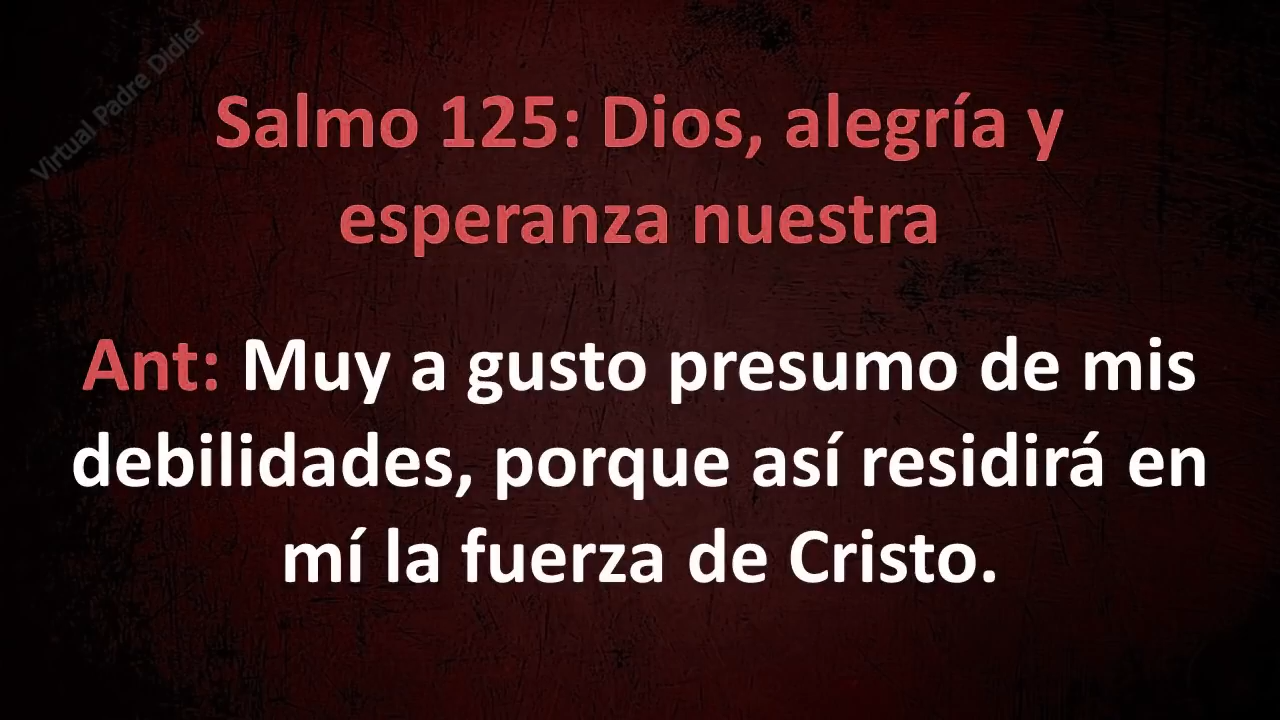 Virtual Padre Didier
Salmo 125: Dios, alegría y
esperanza nuestra
Ant: Muy a gusto presumo de mis
debilidades, porque así residirá en
mí la fuerza de Cristo.